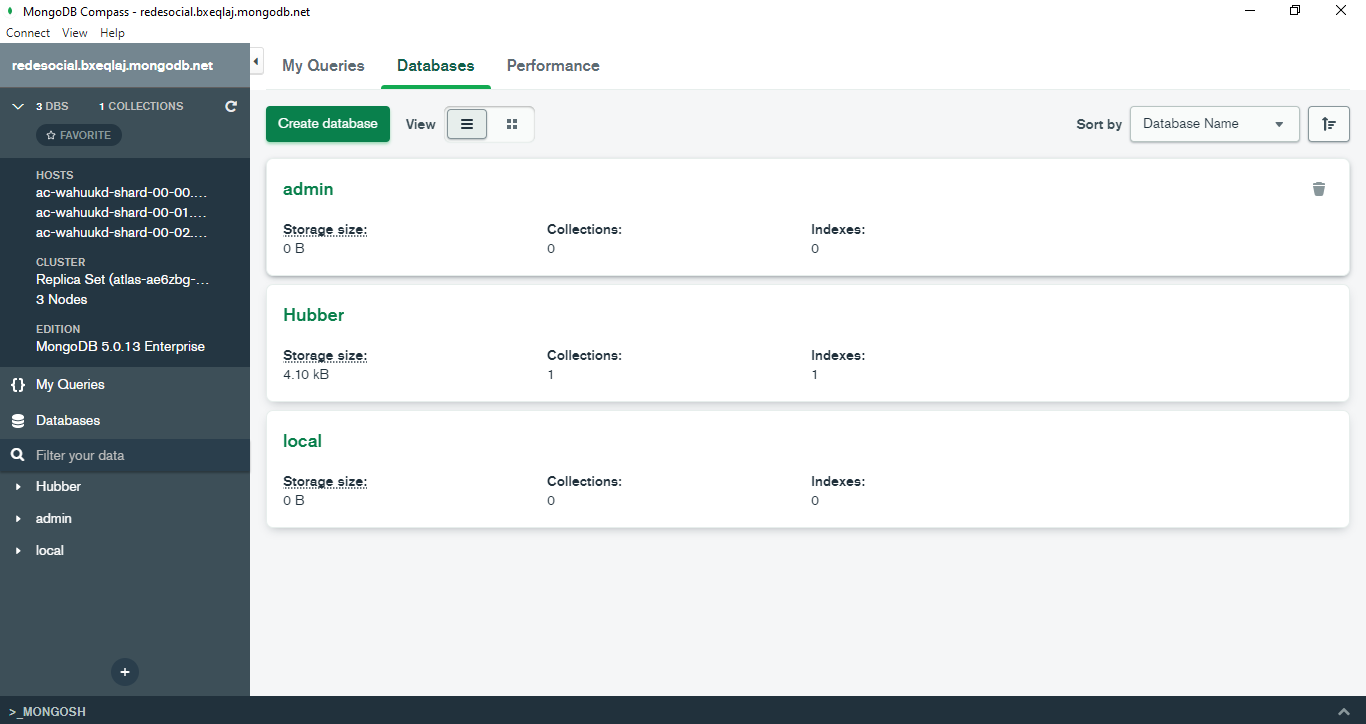 MongoDB Compass - redesocial.bxeqlaj.mongodb.net
Connect View Help
redesocial.bxeqlaj.mongodb.net
3 DBS 1 COLLECTIONS
FAVORITE
HOSTS
ac-wahuukd-shard-00-00....
ac-wahuukd-shard-00-01....
ac-wahuukd-shard-00-02....
CLUSTER
Replica Set (atlas-ae6zbg-...
3 Nodes
EDITION
MongoDB 5.0.13 Enterprise
{} My Queries
Databases
Filter your data
Hubber
admin
local
My Queries Databases Performance
Create database View Sort by Database Name
admin
Storage size: Collections: Indexes:
0 B 0 0
Hubber
Storage size: Collections: Indexes:
4.10 kB 1 1
local
Storage size: Collections: Indexes:
0 B 0 0
>_MONGOSH